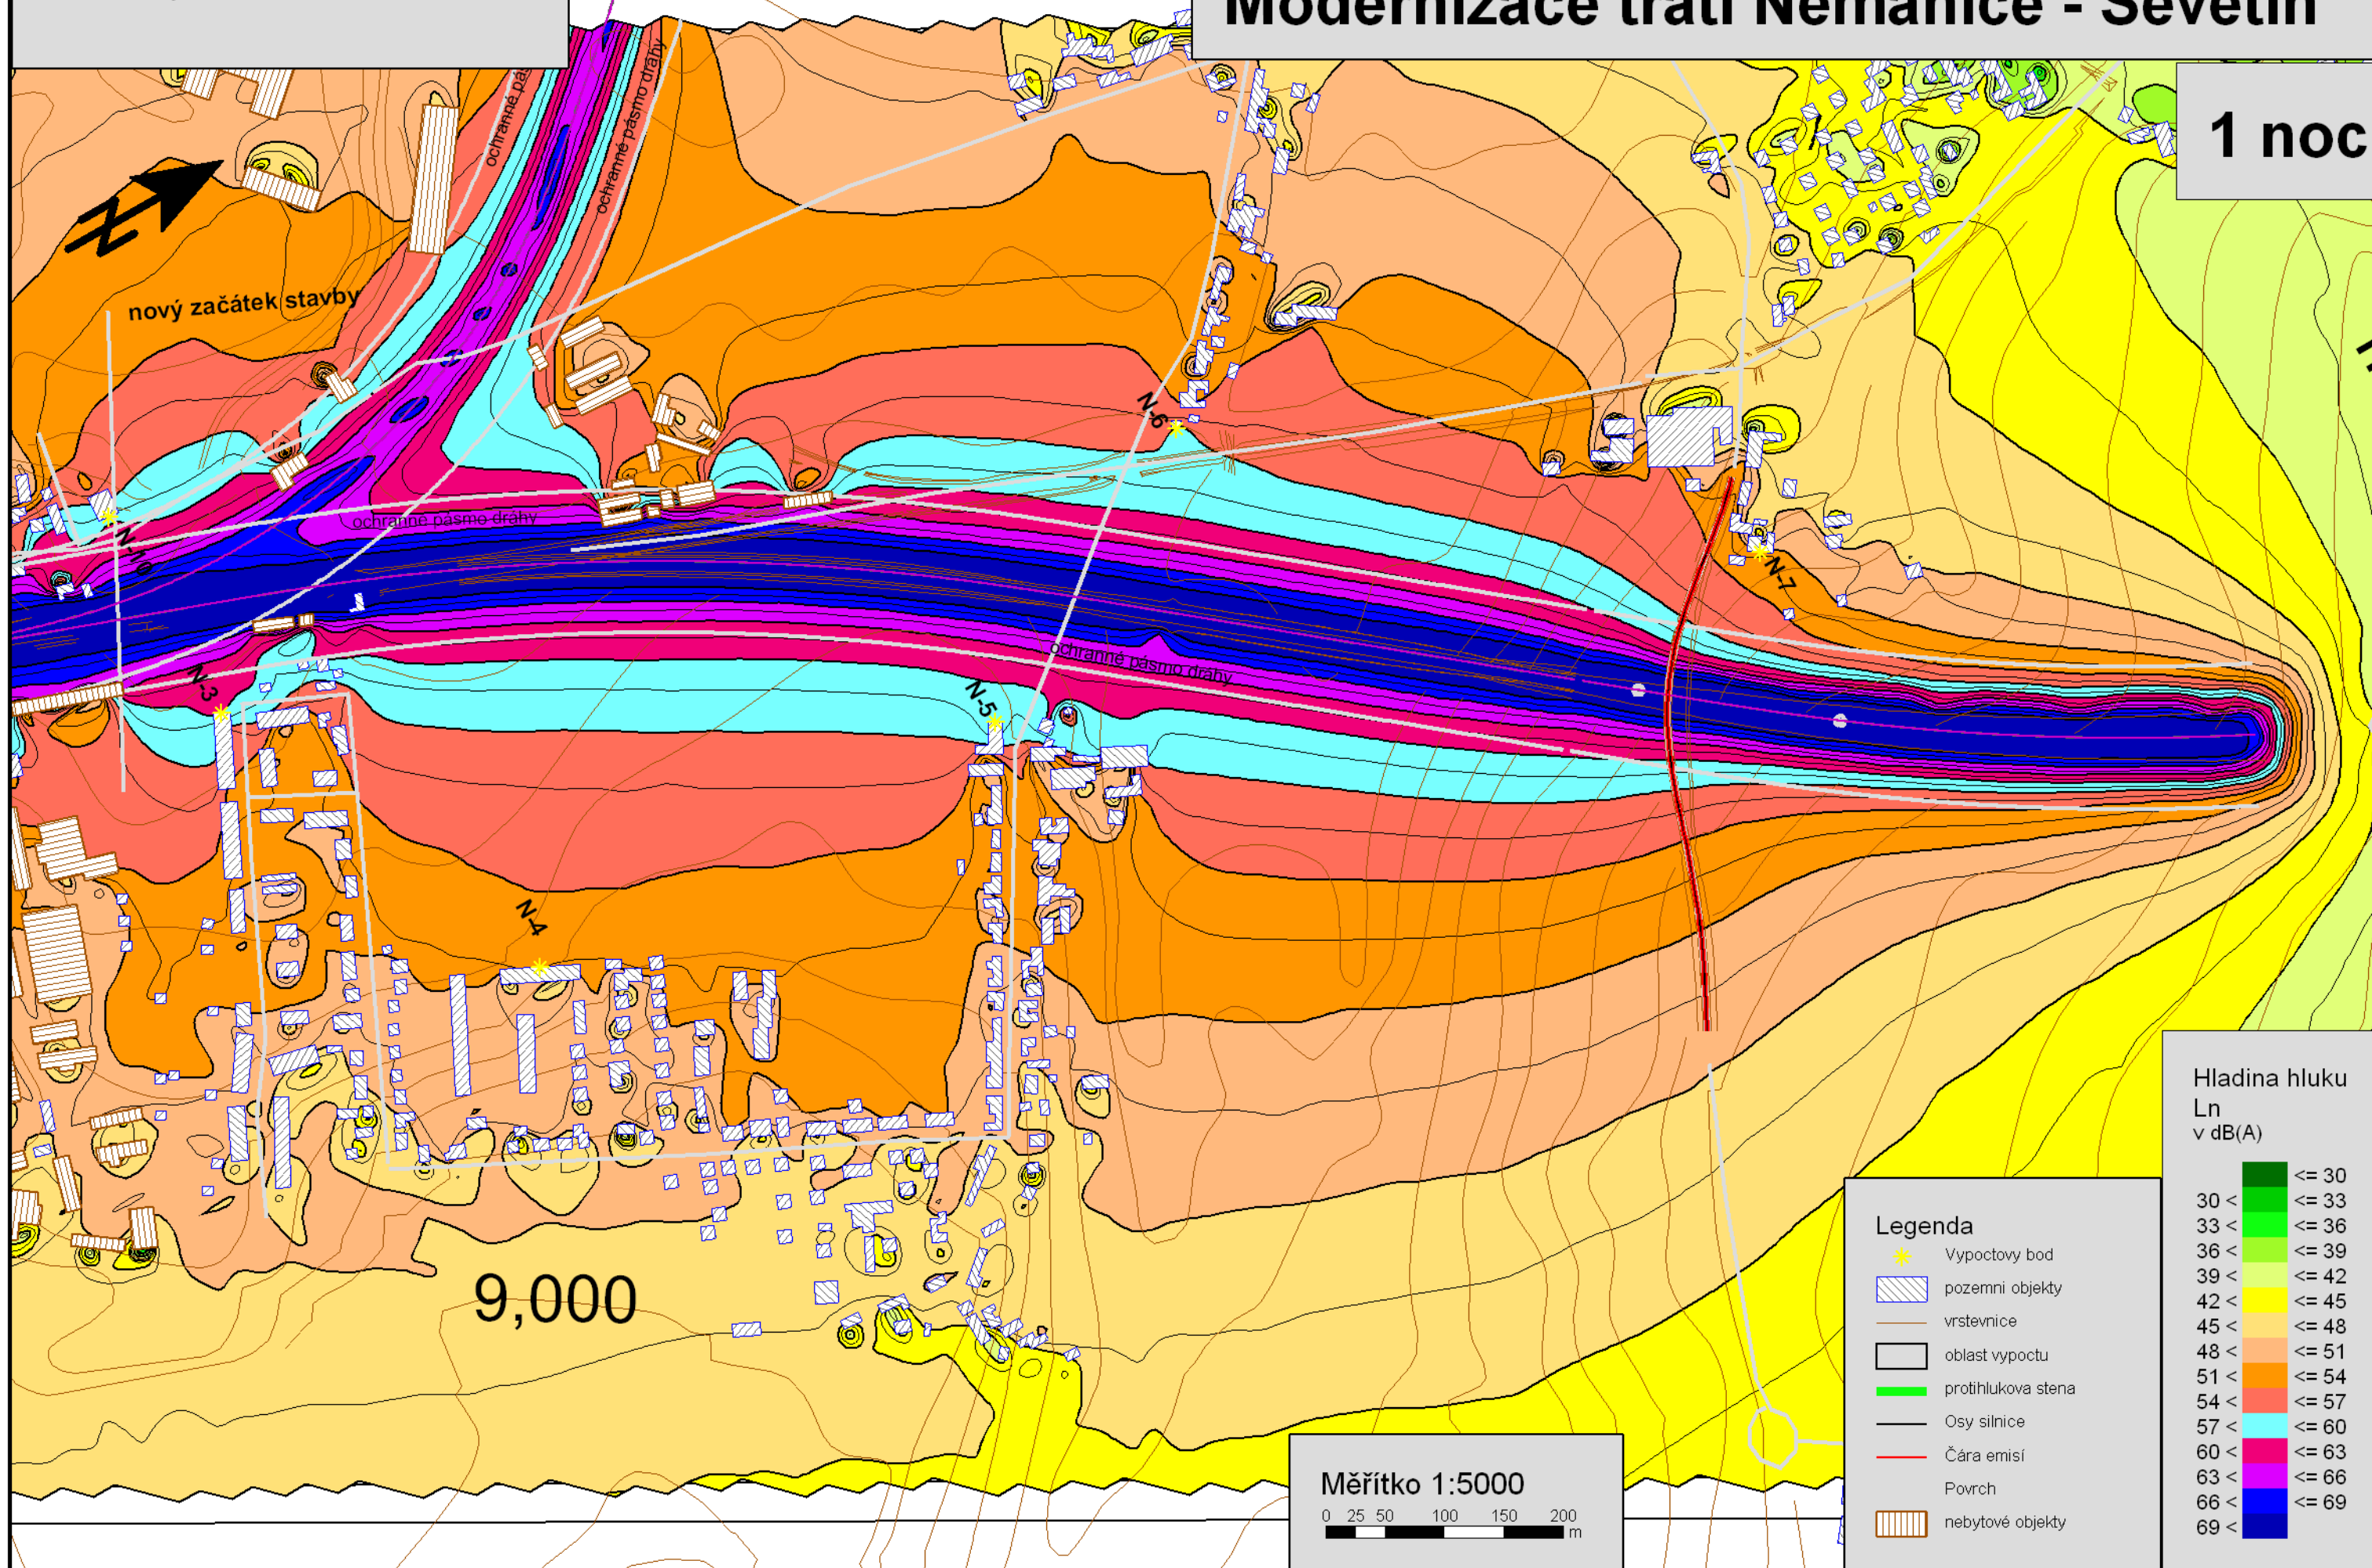 Modernizace trati Nemanice - Ševětín
1 noc
ochranné pás
ochranné pásmo dráhy
nový začátek stavby
N-6
ochranné pásmo dráhy
N-10
N-7
N-3
ochranné pásmo dráhy
N-5
N-4
9,000
Hladina hluku
Ln
v dB(A)
<= 30
30 < <= 33
33 < <= 36
36 < <= 39
39 < <= 42
42 < <= 45
45 < <= 48
48 < <= 51
51 < <= 54
54 < <= 57
57 < <= 60
60 < <= 63
63 < <= 66
66 < <= 69
69 <
Legenda
Vypoctovy bod
pozemni objekty
vrstevnice
oblast vypoctu
protihlukova stena
Osy silnice
Čára emisí
Povrch
nebytové objekty
Měřítko 1:5000
0 25 50 100 150 200
m